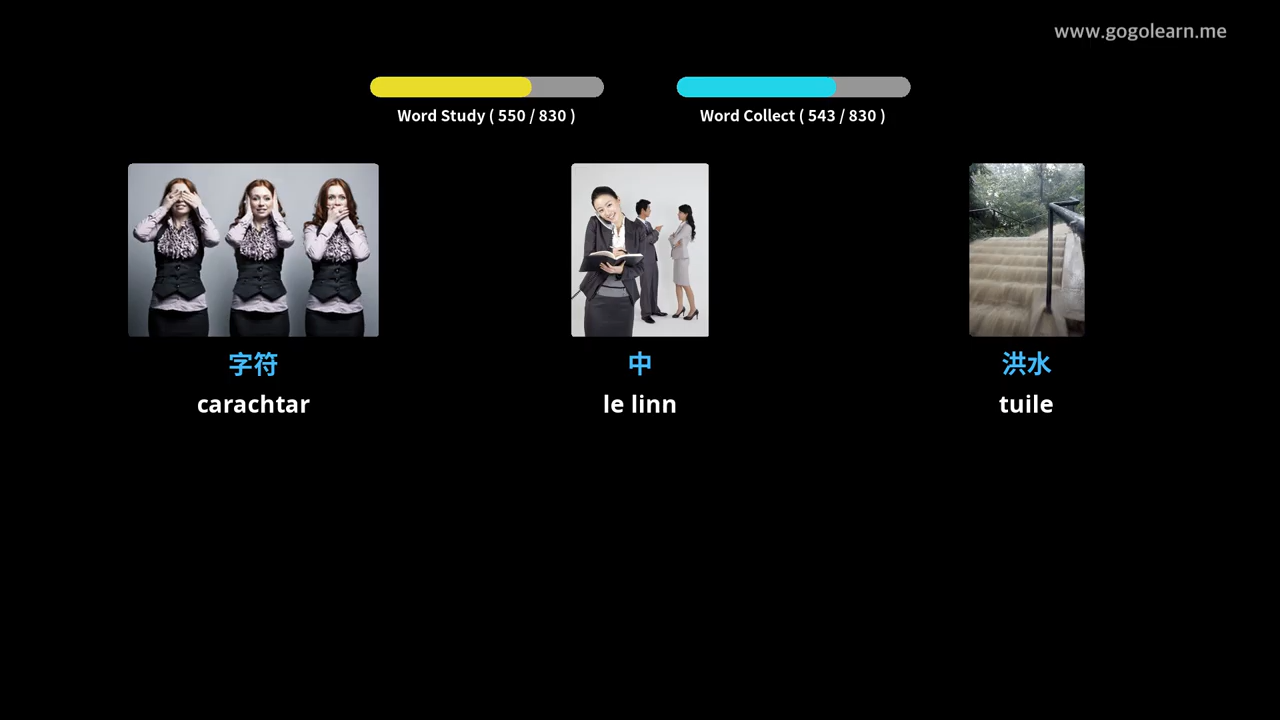 www.gogolearn.me
Word Study ( 550 / 830 )
Word Collect ( 543 / 830 )
字符
中
洪水
carachtar
le linn
tuile